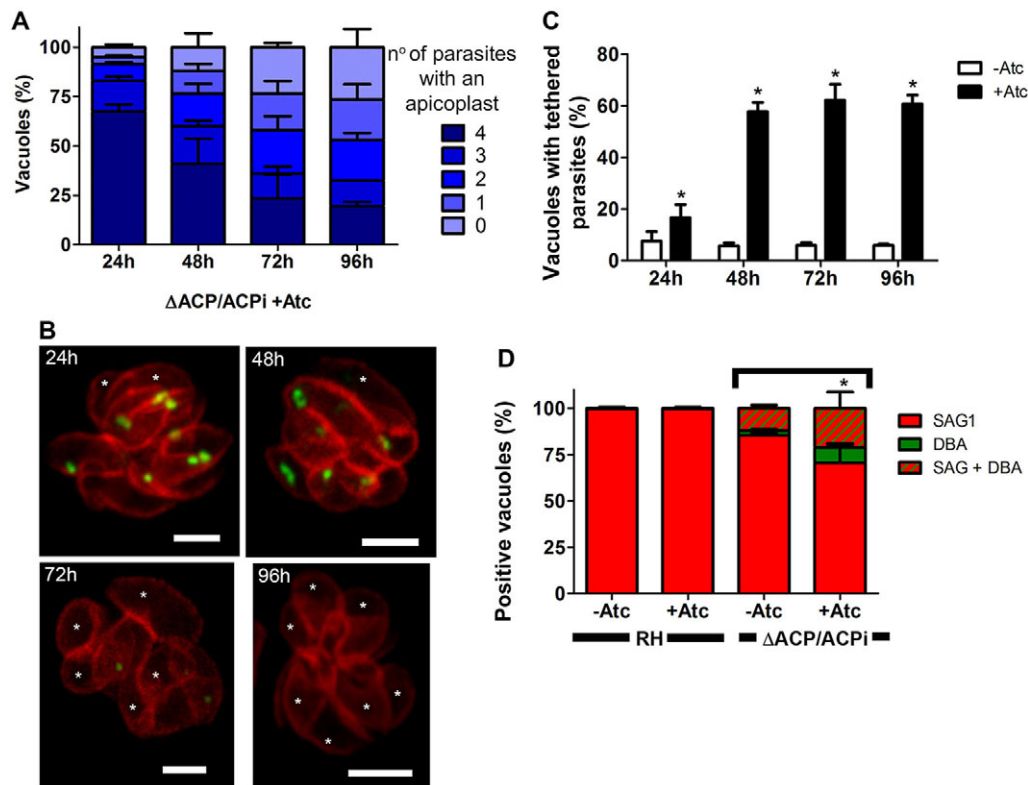 A
100
75
50
25
0
Vacuoles (%)
24h 48h 72h 96h
ΔACP/ACPi +Atc
nº of parasites
with an
apicoplast
4
3
2
1
0
B
24h
* *
48h
*
72h
* * * * * *
96h
* * * * * * *
C
80
60
40
20
0
Vacuoles with tethered
parasites (%)
* * * *
24h 48h 72h 96h
-Atc
+Atc
D
*
100
75
50
25
0
Positive vacuoles (%)
-Atc +Atc -Atc +Atc
RH ΔACP/ACPi
SAG1
DBA
SAG + DBA